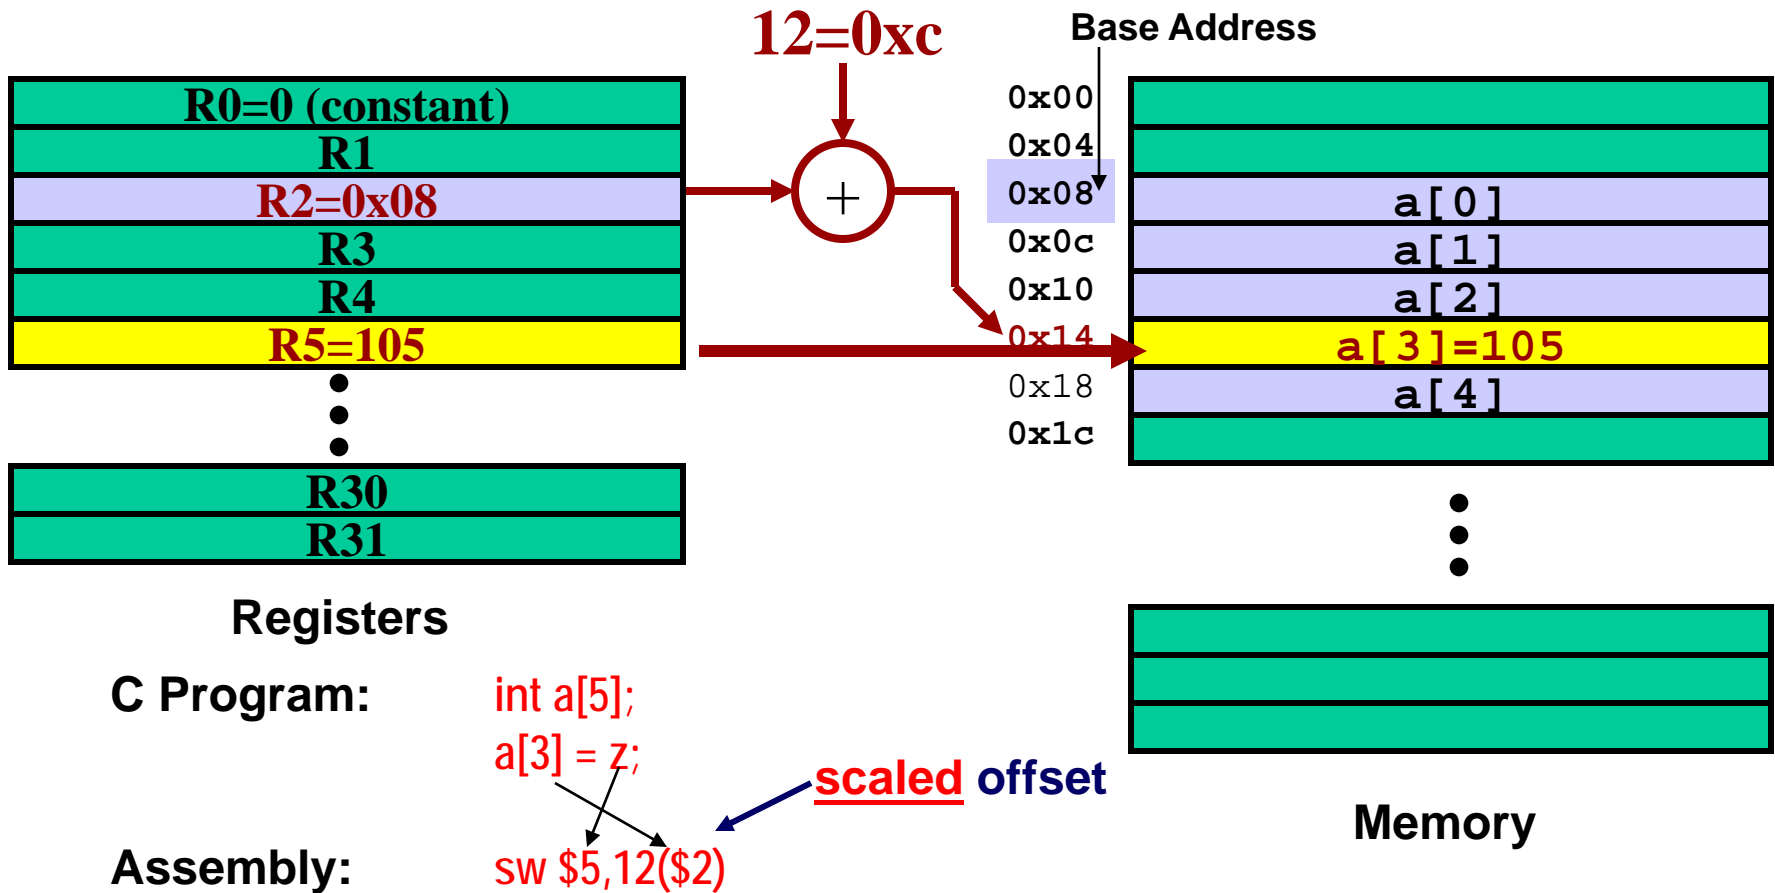 12=0xc
Base Address
R0=0 (constant)
R1
R2=0x08
R3
R4
R5=105
R30
R31
Registers
+
0x00
0x04
0x08
0x0c
0x10
0x14
0x18
0x1c
a[0]
a[1]
a[2]
a[3]=105
a[4]
Memory
C Program:
int a[5];
a[3] = z;
scaled offset
Assembly:
sw $5,12($2)